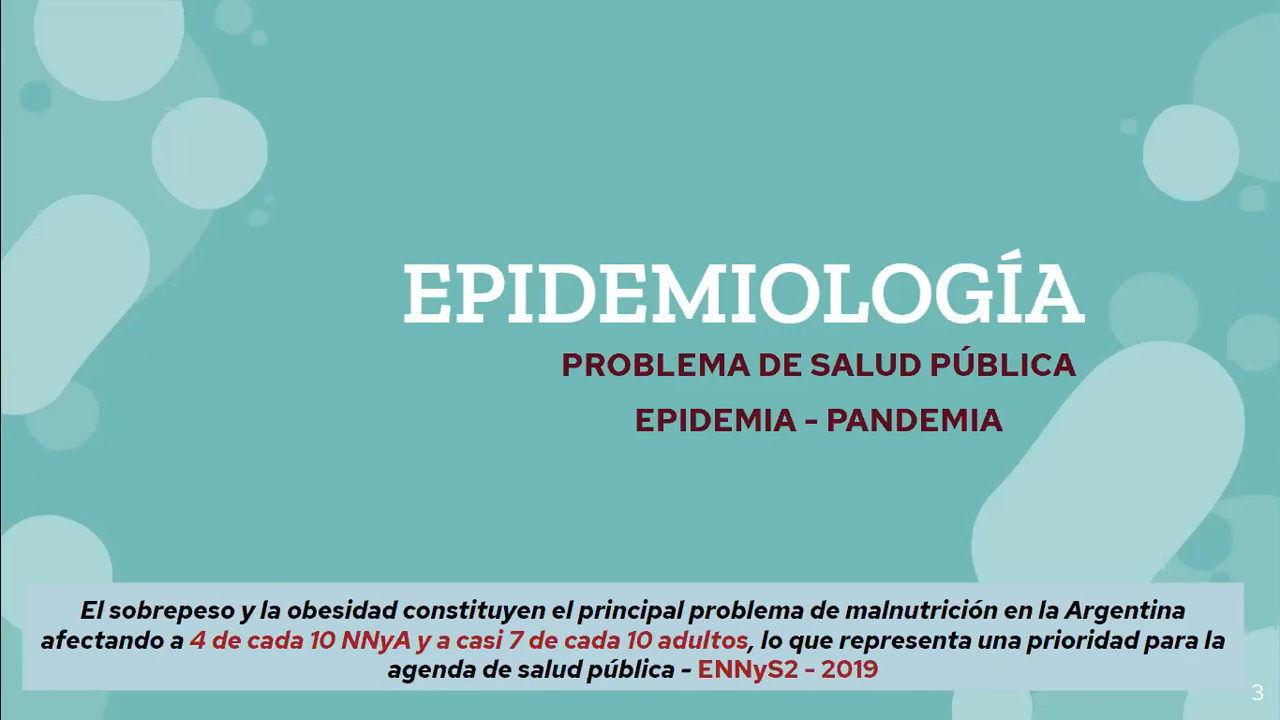 EPIDEMIOLOGÍA
PROBLEMA DE SALUD PÚBLICA
EPIDEMIA - PANDEMIA
El sobrepeso y la obesidad constituyen el principal problema de malnutrición en la Argentina
afectando a 4 de cada 10 NNyA y a casi 7 de cada 10 adultos, lo que representa una prioridad para la
agenda de salud pública - ENNyS2 - 2019
3